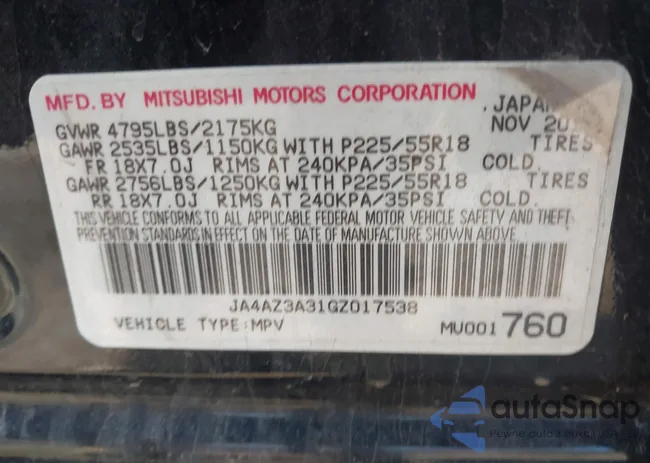 MFD. BY MITSUBISHI MOTORS CORPORATION . JAPAN
GVWR 4795LBS/2175KG NOV 20
GAWR 2535LBS/1150KG WITH P225/55R18 TIRES
FR 18X7.0J RIMS AT 240KPA/35PSI COLD.
GAWR 2756LBS/1250KG WITH P225/55R18 TIRES
RR 18X7.0J RIMS AT 240KPA/35PSI COLD.
THIS VEHICLE CONFORMS TO ALL APPLICABLE FEDERAL MOTOR VEHICLE SAFETY AND THEFT
PREVENTION STANDARDS IN EFFECT ON THE DATE OF MANUFACTURE SHOWN ABOVE.
JA4AZ3A31GZ017538
VEHICLE TYPE:MPV MU001760
autoSnap